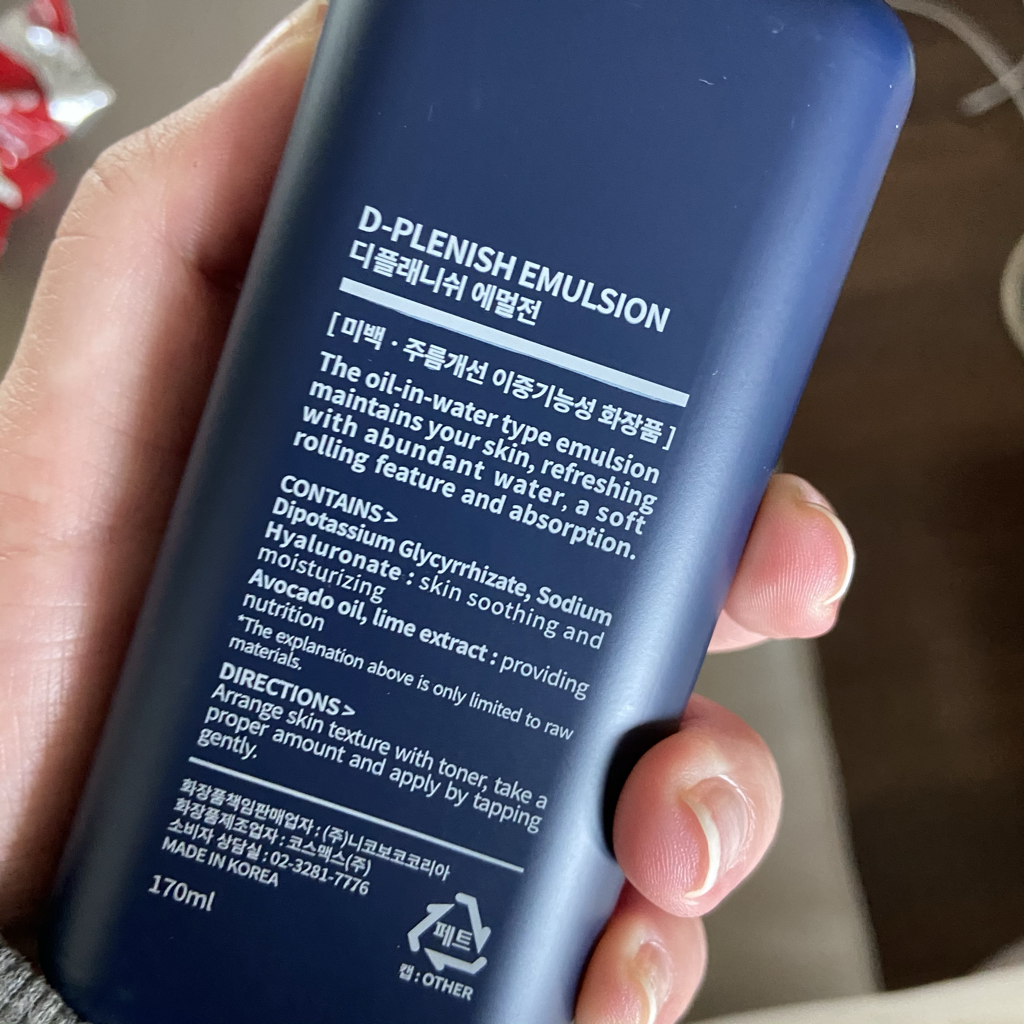 D-PLENISH EMULSION
디플래니쉬 에멀전
[ 미백 · 주름개선 이중기능성 화장품 ]
The oil-in-water type emulsion
maintains your skin, refreshing
with abundant water, a soft
rolling feature and absorption.
CONTAINS>
Dipotassium Glycyrrhizate, Sodium
Hyaluronate : skin soothing and
moisturizing
Avocado oil, lime extract : providing
nutrition
*The explanation above is only limited to raw
materials.
DIRECTIONS>
Arrange skin texture with toner, take a
proper amount and apply by tapping
gently.
화장품책임판매업자 : (주)니코보코코리아
화장품제조업자 : 코스맥스(주)
소비자 상담실 : 02-3281-7776
MADE IN KOREA
170ml
페트
캡 : OTHER